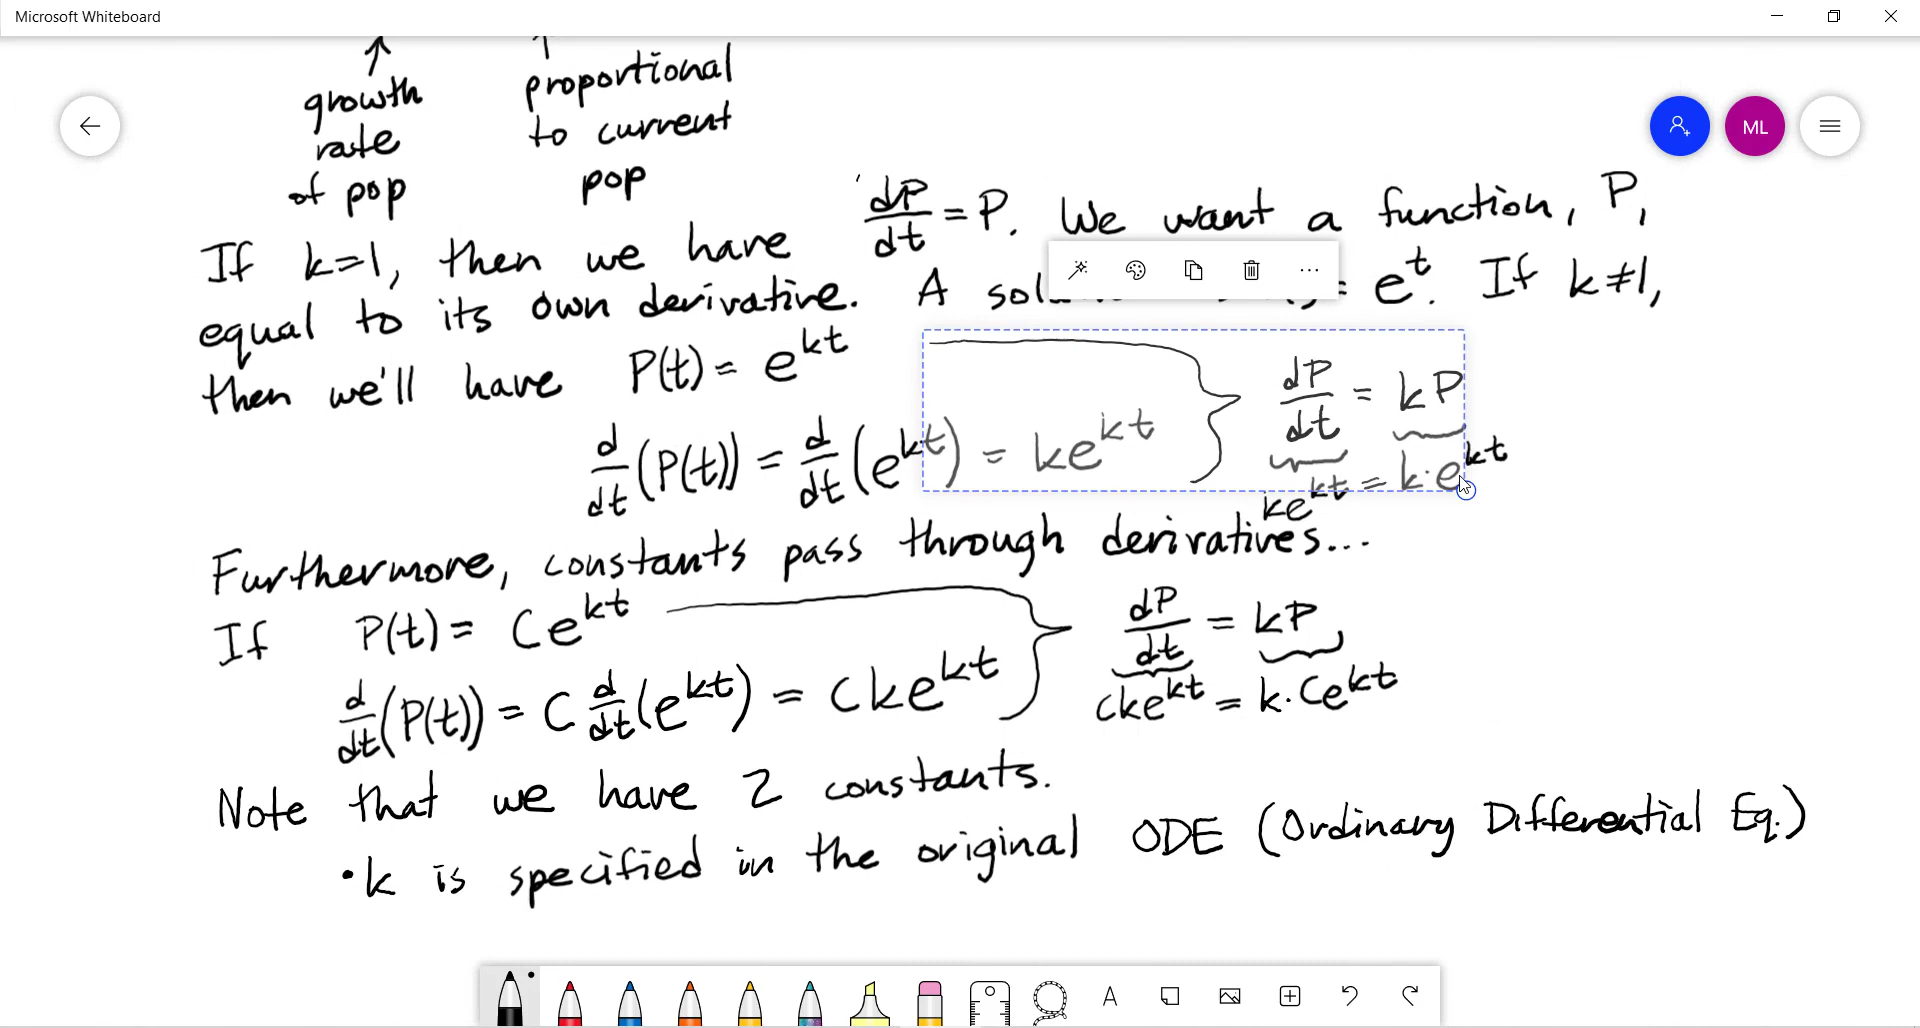 Microsoft Whiteboard
growth
rate
of pop
proportional
to current
pop
ML
If k=1, then we have dP/dt = P. We want a function, P,
equal to its own derivative. A sol = e^t. If k≠1,
then we'll have P(t) = e^kt
dP/dt = kP
d/dt (P(t)) = d/dt (e^kt) = ke^kt
ke^kt = k·e^kt
Furthermore, constants pass through derivatives...
If P(t) = Ce^kt
dP/dt = kP
d/dt (P(t)) = C d/dt (e^kt) = Cke^kt
Cke^kt = k·Ce^kt
Note that we have 2 constants.
•k is specified in the original ODE (Ordinary Differential Eq.)
A